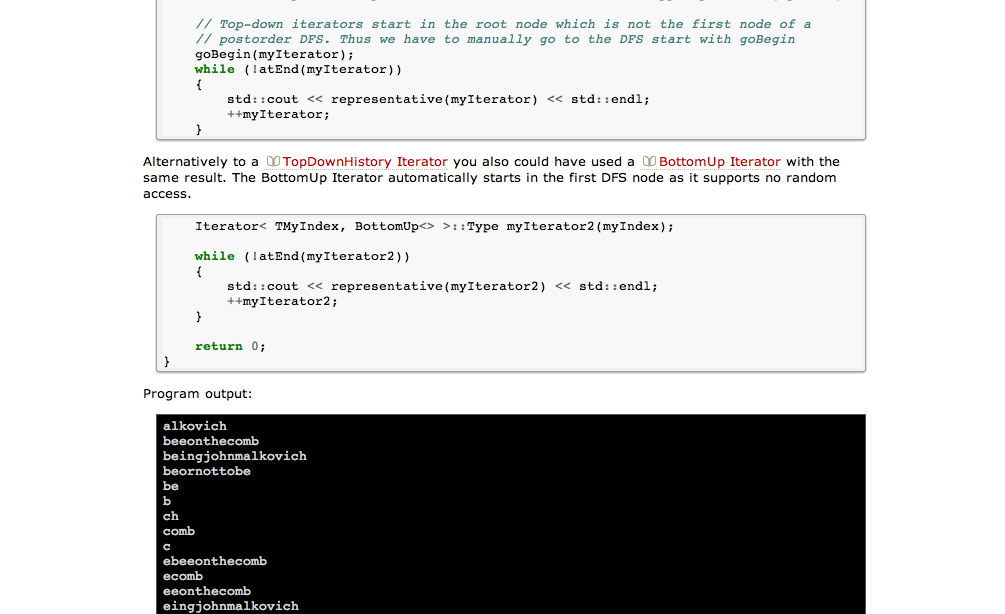 // Top-down iterators start in the root node which is not the first node of a
// postorder DFS. Thus we have to manually go to the DFS start with goBegin
goBegin(myIterator);
while (!atEnd(myIterator))
{
std::cout << representative(myIterator) << std::endl;
++myIterator;
}
Alternatively to a TopDownHistory Iterator you also could have used a BottomUp Iterator with the
same result. The BottomUp Iterator automatically starts in the first DFS node as it supports no random
access.
Iterator< TMyIndex, BottomUp<> >::Type myIterator2(myIndex);
while (!atEnd(myIterator2))
{
std::cout << representative(myIterator2) << std::endl;
++myIterator2;
}
return 0;
}
Program output:
alkovich
beeonthecomb
beingjohnmalkovich
beornottobe
be
b
ch
comb
c
ebeeonthecomb
ecomb
eeonthecomb
eingjohnmalkovich